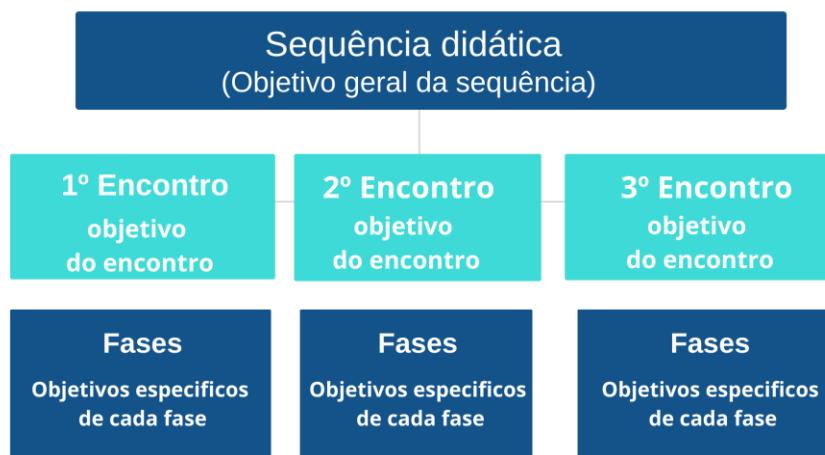 Sequência didática
(Objetivo geral da sequência)
1º Encontro
objetivo
do encontro
2º Encontro
objetivo
do encontro
3º Encontro
objetivo
do encontro
Fases
Objetivos especificos
de cada fase
Fases
Objetivos especificos
de cada fase
Fases
Objetivos especificos
de cada fase